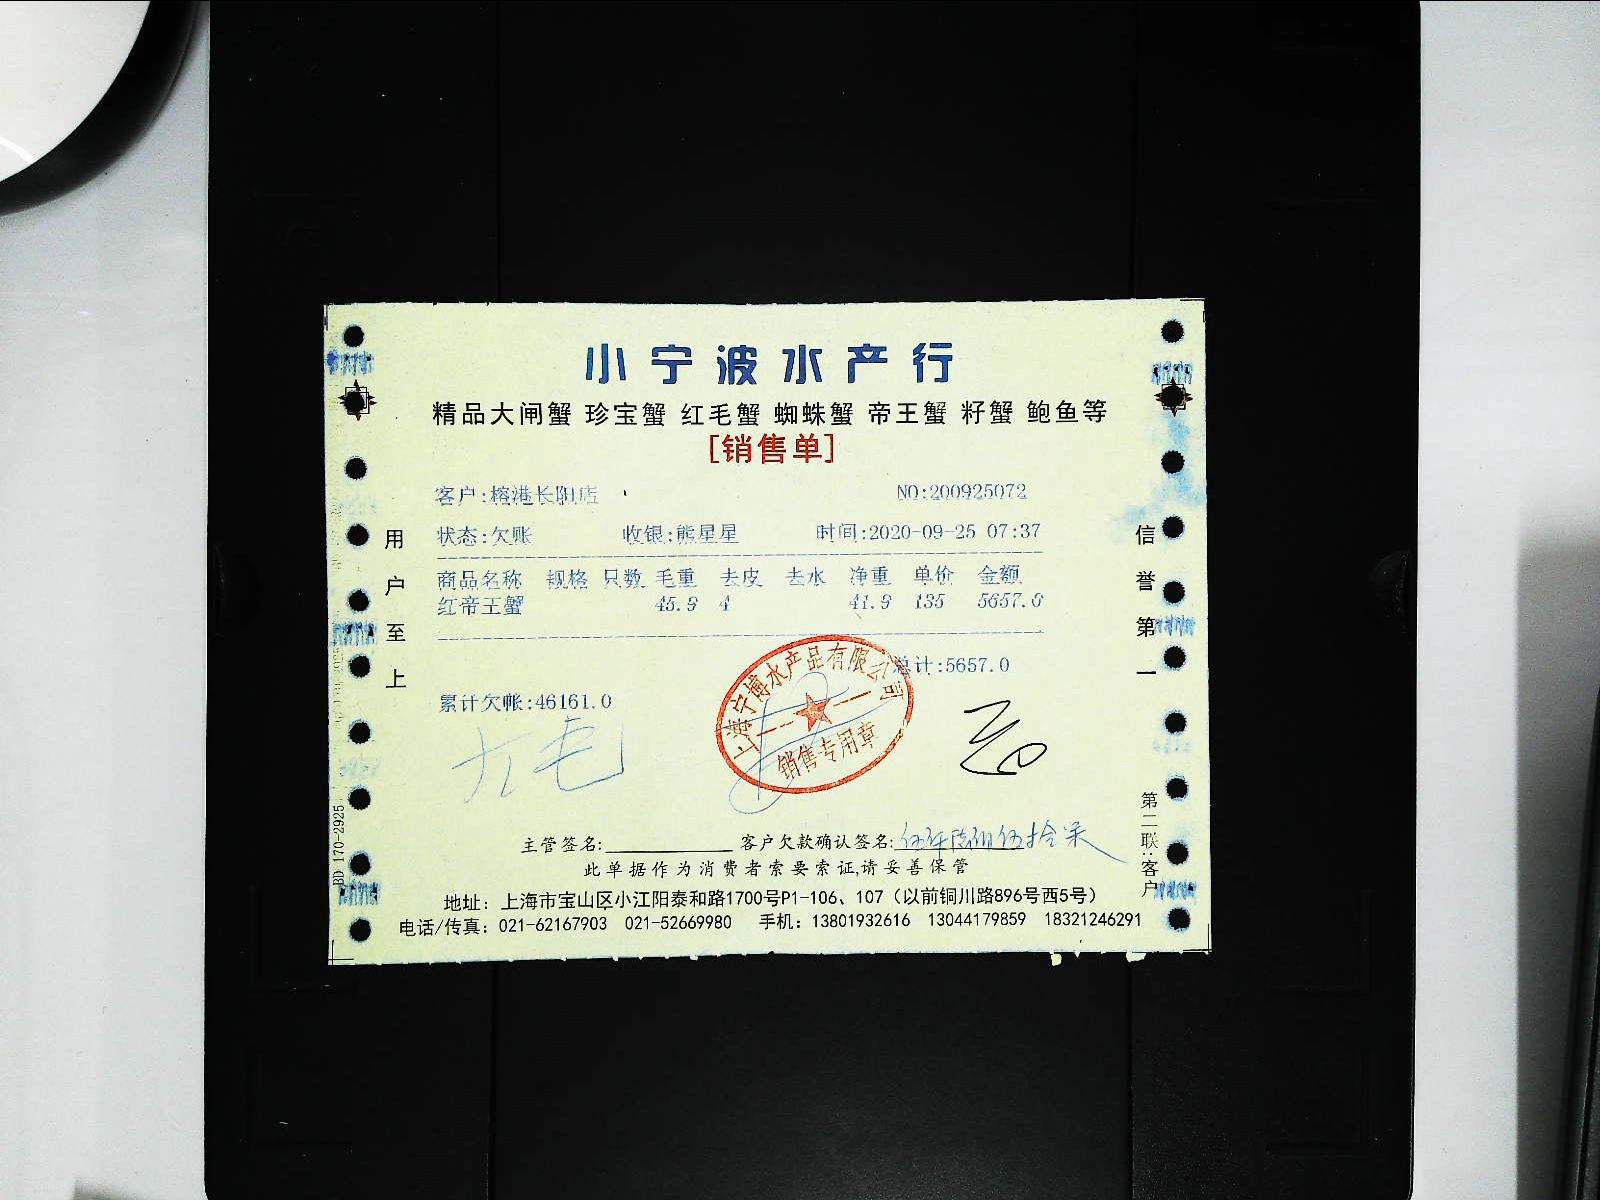 小宁波水产行
精品大闸蟹 珍宝蟹 红毛蟹 蜘蛛蟹 帝王蟹 籽蟹 鲍鱼等
[销售单]
客户:榕港长阳店 NO:200925072
状态:欠账 收银:熊星星 时间:2020-09-25 07:37
商品名称 规格 只数 毛重 去皮 去水 净重 单价 金额
红帝王蟹 45.9 4 41.9 135 5657.0
总计:5657.0
累计欠帐:46161.0
上海宁博水产品有限公司
销售专用章
主管签名: 客户欠款确认签名:
此单据作为消费者索要索证,请妥善保管
地址：上海市宝山区小江阳泰和路1700号P1-106、107（以前铜川路896号西5号）
电话/传真：021-62167903 021-52669980 手机：13801932616 13044179859 18321246291
用户至上
信誉第一
第二联:客户
BD 170-2925